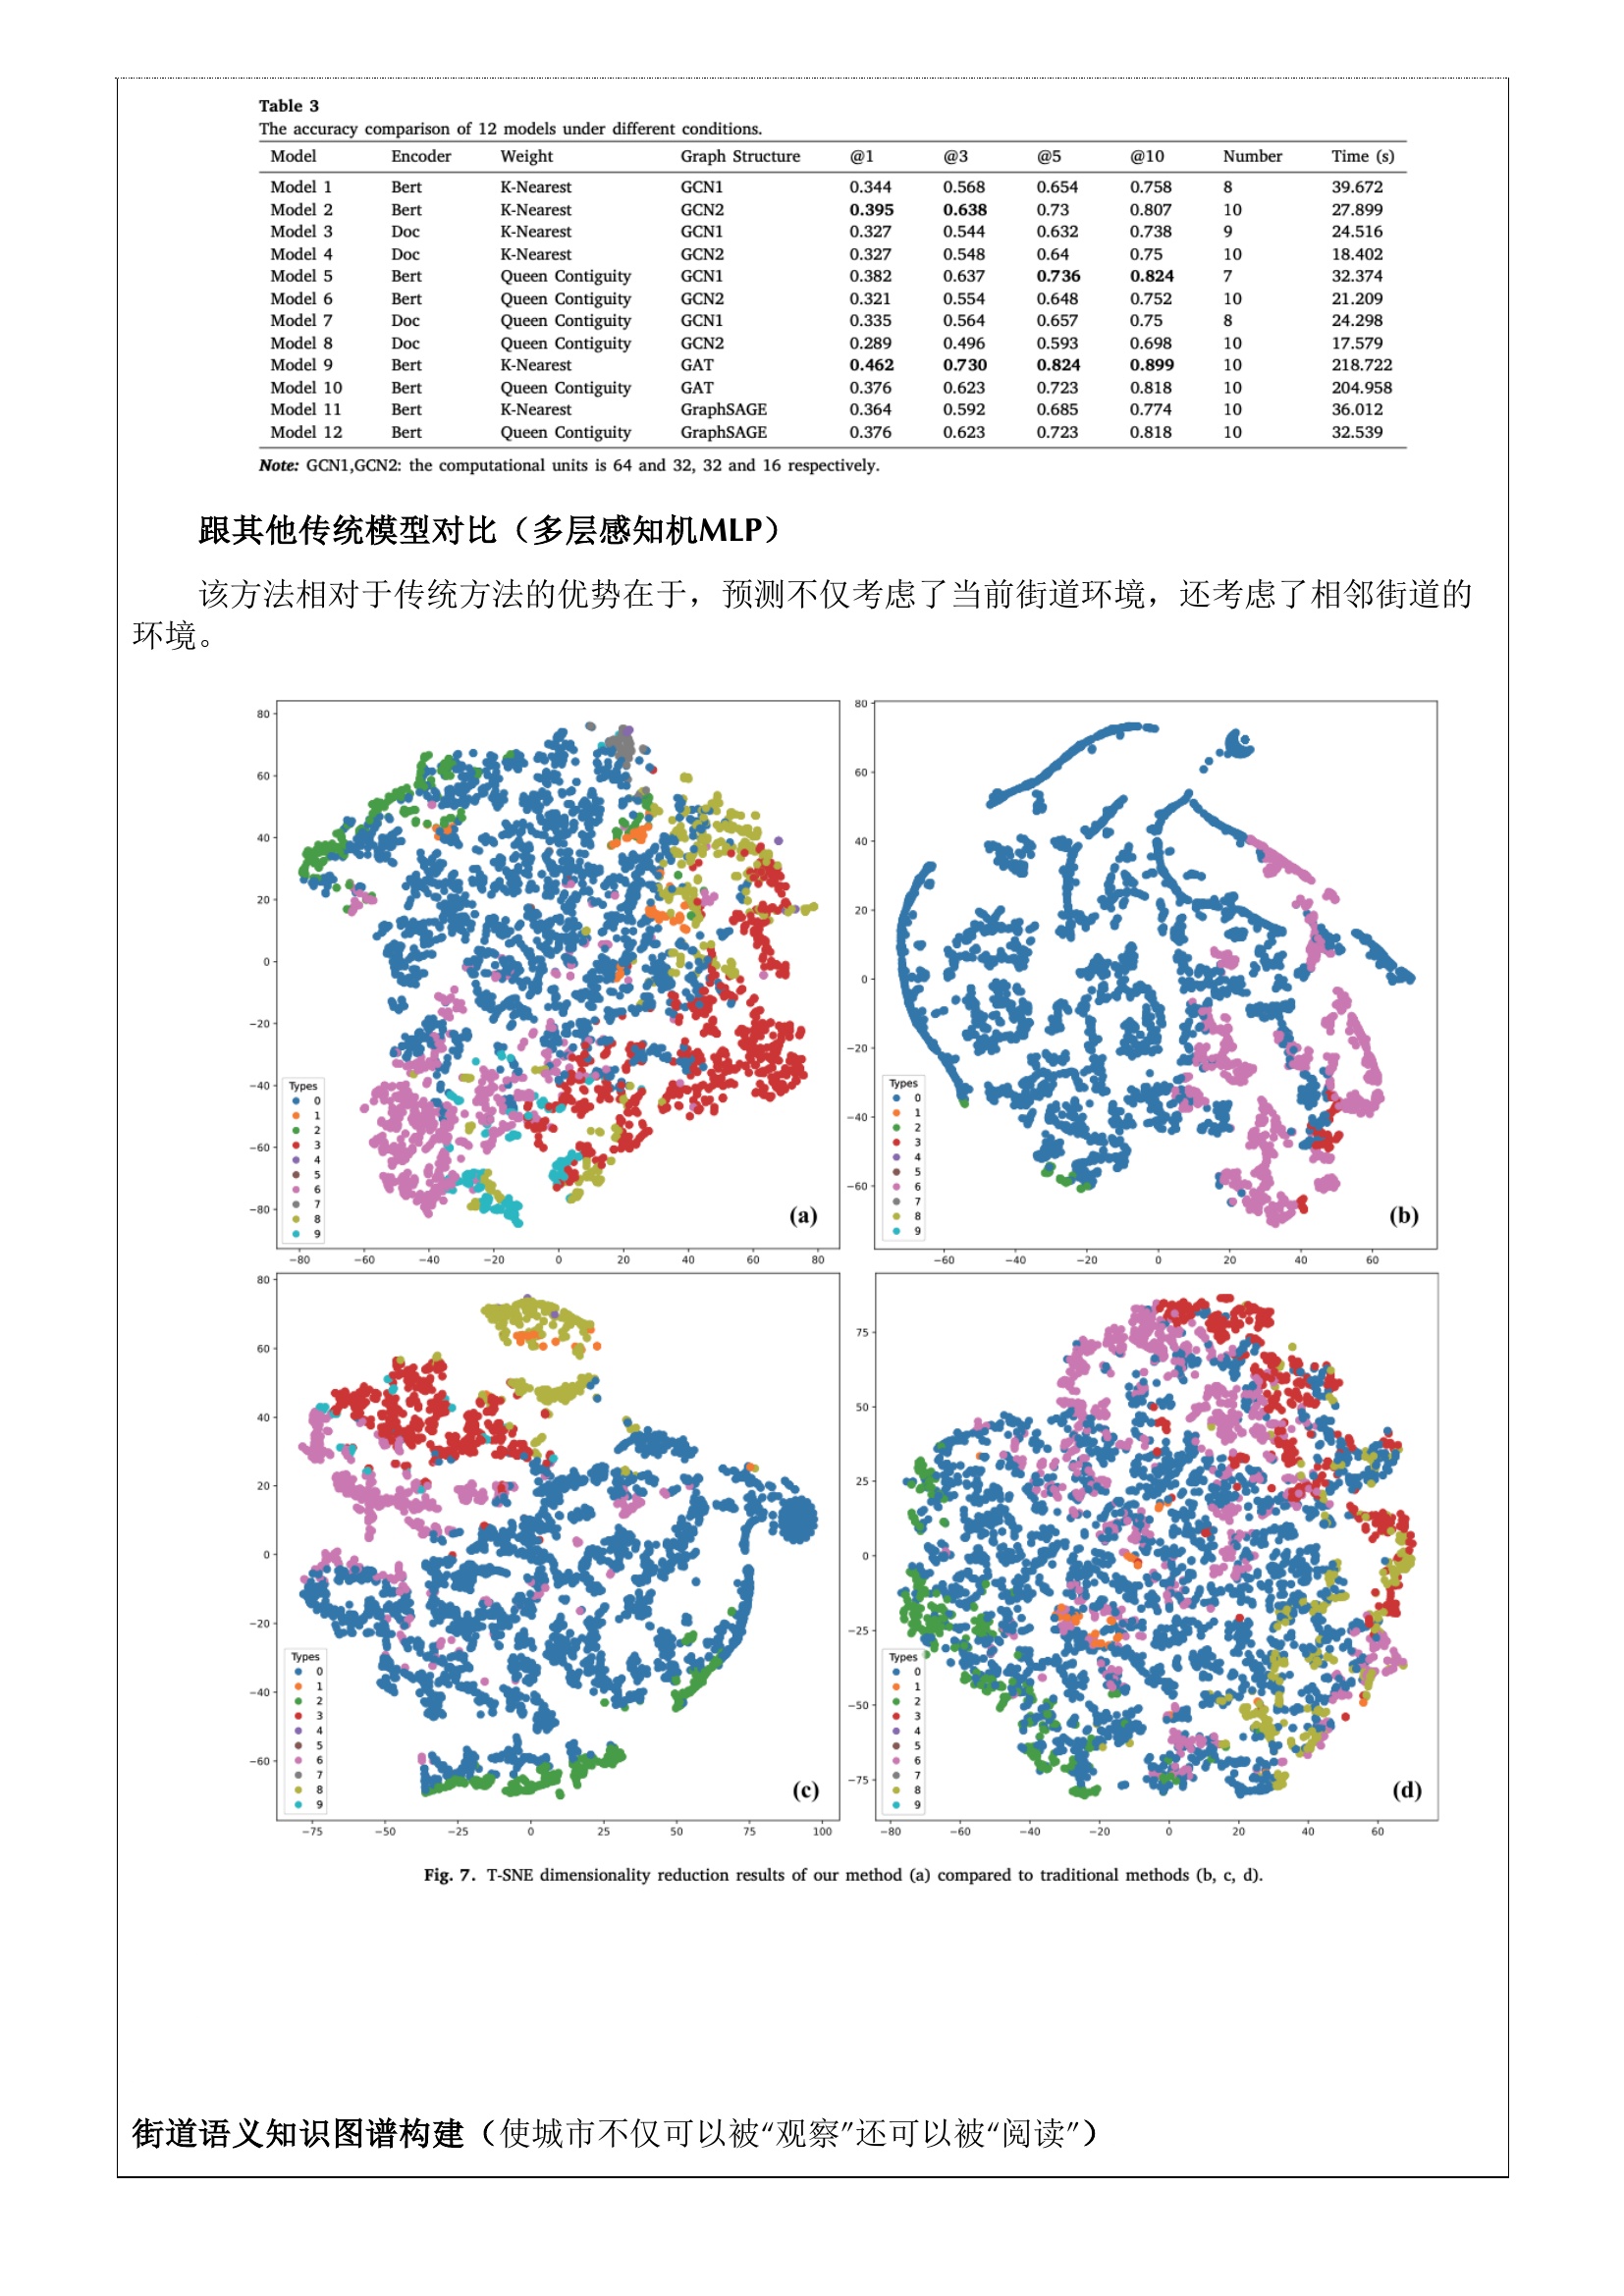 Table 3
The accuracy comparison of 12 models under different conditions.
Model Encoder Weight Graph Structure @1 @3 @5 @10 Number Time (s)
Model 1 Bert K-Nearest GCN1 0.344 0.568 0.654 0.758 8 39.672
Model 2 Bert K-Nearest GCN2 0.395 0.638 0.73 0.807 10 27.899
Model 3 Doc K-Nearest GCN1 0.327 0.544 0.632 0.738 9 24.516
Model 4 Doc K-Nearest GCN2 0.327 0.548 0.64 0.75 10 18.402
Model 5 Bert Queen Contiguity GCN1 0.382 0.637 0.736 0.824 7 32.374
Model 6 Bert Queen Contiguity GCN2 0.321 0.554 0.648 0.752 10 21.209
Model 7 Doc Queen Contiguity GCN1 0.335 0.564 0.657 0.75 8 24.298
Model 8 Doc Queen Contiguity GCN2 0.289 0.496 0.593 0.698 10 17.579
Model 9 Bert K-Nearest GAT 0.462 0.730 0.824 0.899 10 218.722
Model 10 Bert Queen Contiguity GAT 0.376 0.623 0.723 0.818 10 204.958
Model 11 Bert K-Nearest GraphSAGE 0.364 0.592 0.685 0.774 10 36.012
Model 12 Bert Queen Contiguity GraphSAGE 0.376 0.623 0.723 0.818 10 32.539
Note: GCN1,GCN2: the computational units is 64 and 32, 32 and 16 respectively.
跟其他传统模型对比（多层感知机MLP）
该方法相对于传统方法的优势在于，预测不仅考虑了当前街道环境，还考虑了相邻街道的
环境。
80
60
40
20
0
−20
−40
−60
−80
Types
0
1
2
3
4
5
6
7
8
9
(a)
−80 −60 −40 −20 0 20 40 60 80
80
60
40
20
0
−20
−40
−60
Types
0
1
2
3
4
5
6
7
8
9
(b)
−60 −40 −20 0 20 40 60
80
60
40
20
0
−20
−40
−60
Types
0
1
2
3
4
5
6
7
8
9
(c)
−75 −50 −25 0 25 50 75 100
75
50
25
0
−25
−50
−75
Types
0
1
2
3
4
5
6
7
8
9
(d)
−80 −60 −40 −20 0 20 40 60
Fig. 7. T-SNE dimensionality reduction results of our method (a) compared to traditional methods (b, c, d).
街道语义知识图谱构建（使城市不仅可以被“观察”还可以被“阅读”）